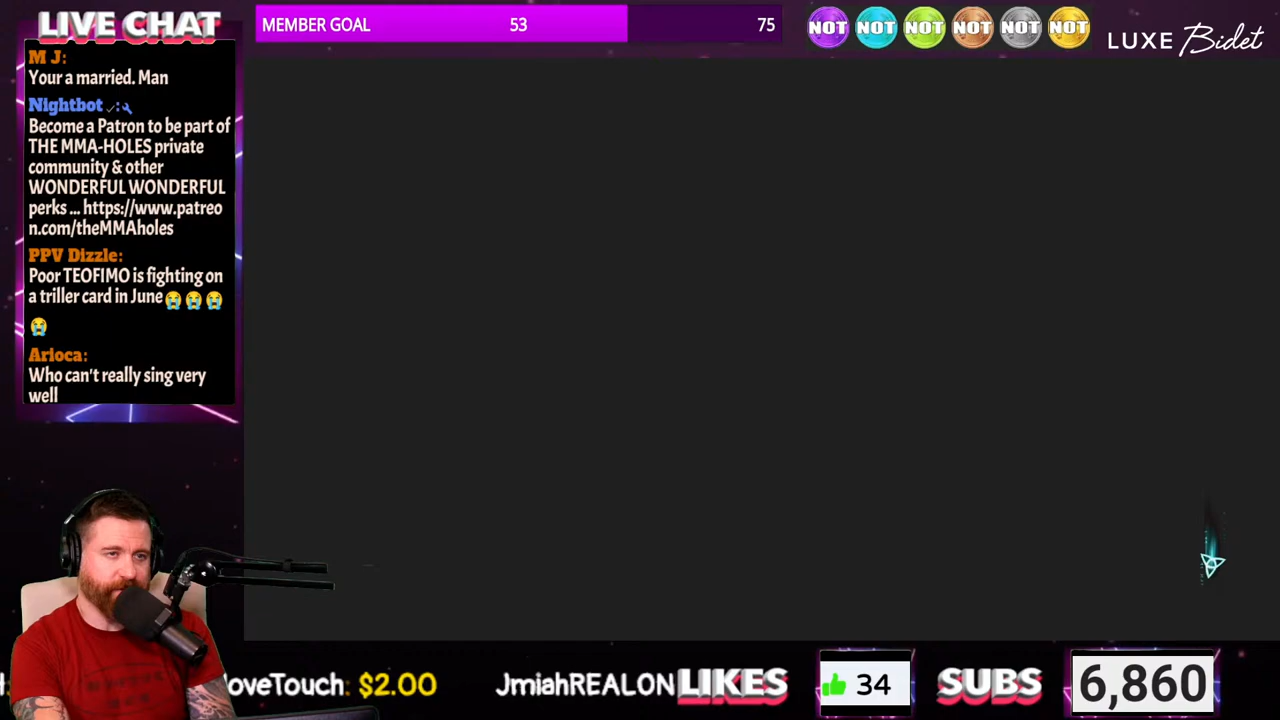 LIVE CHAT
M J:
Your a married. Man
Nightbot
Become a Patron to be part of
THE MMA-HOLES private
community & other
WONDERFUL WONDERFUL
perks ... https://www.patreo
n.com/theMMAholes
PPV Dizzle:
Poor TEOFIMO is fighting on
a triller card in June😭😭😭
😭
Arioca:
Who can't really sing very
well
MEMBER GOAL 53 75
NOT NOT NOT NOT NOT NOT
LUXE Bidet
loveTouch: $2.00 JmiahREALON
LIKES 34
SUBS 6,860